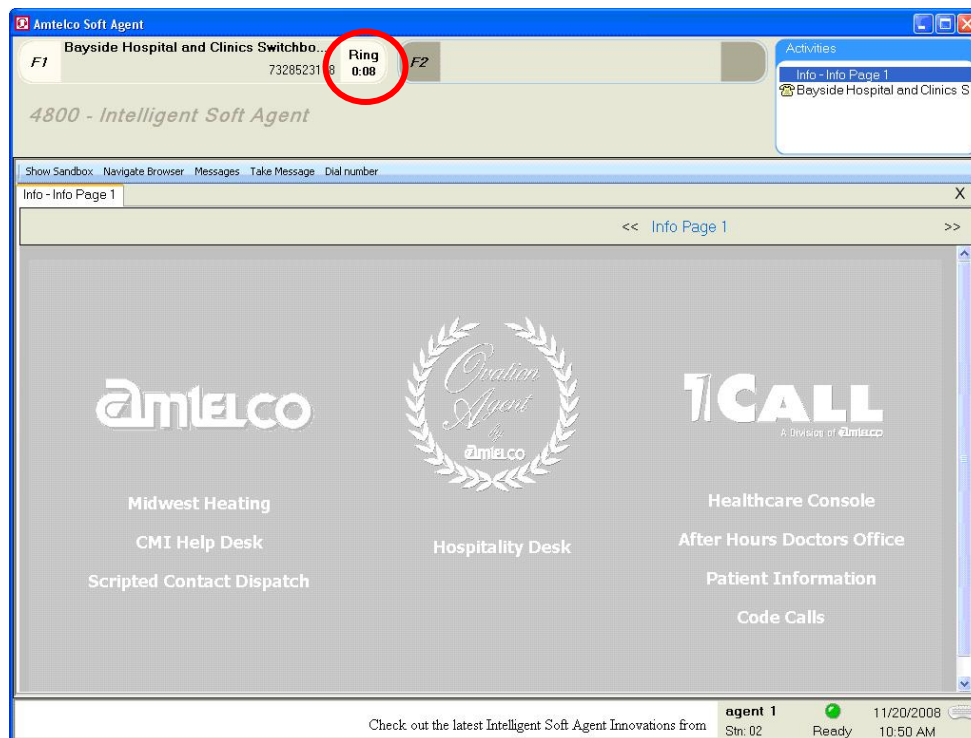 Amtelco Soft Agent
F1
Bayside Hospital and Clinics Switchbo...
Ring
0:08
F2
Activities
Info - Info Page 1
Bayside Hospital and Clinics S
4800 - Intelligent Soft Agent
Show Sandbox Navigate Browser Messages Take Message Dial number
Info - Info Page 1
X
<< Info Page 1 >>
amtelco
Ovation
Agent
by
amtelco
1CALL
A Division of amtelco
Midwest Heating
CMI Help Desk
Scripted Contact Dispatch
Hospitality Desk
Healthcare Console
After Hours Doctors Office
Patient Information
Code Calls
Check out the latest Intelligent Soft Agent Innovations from
agent 1
Stn: 02
Ready
11/20/2008
10:50 AM